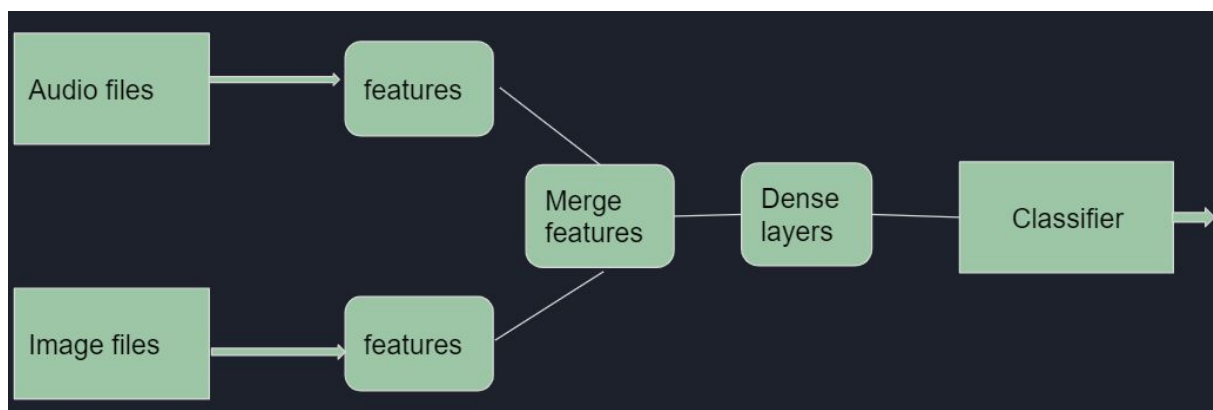 Audio files
features
Merge
features
Dense
layers
Classifier
Image files
features